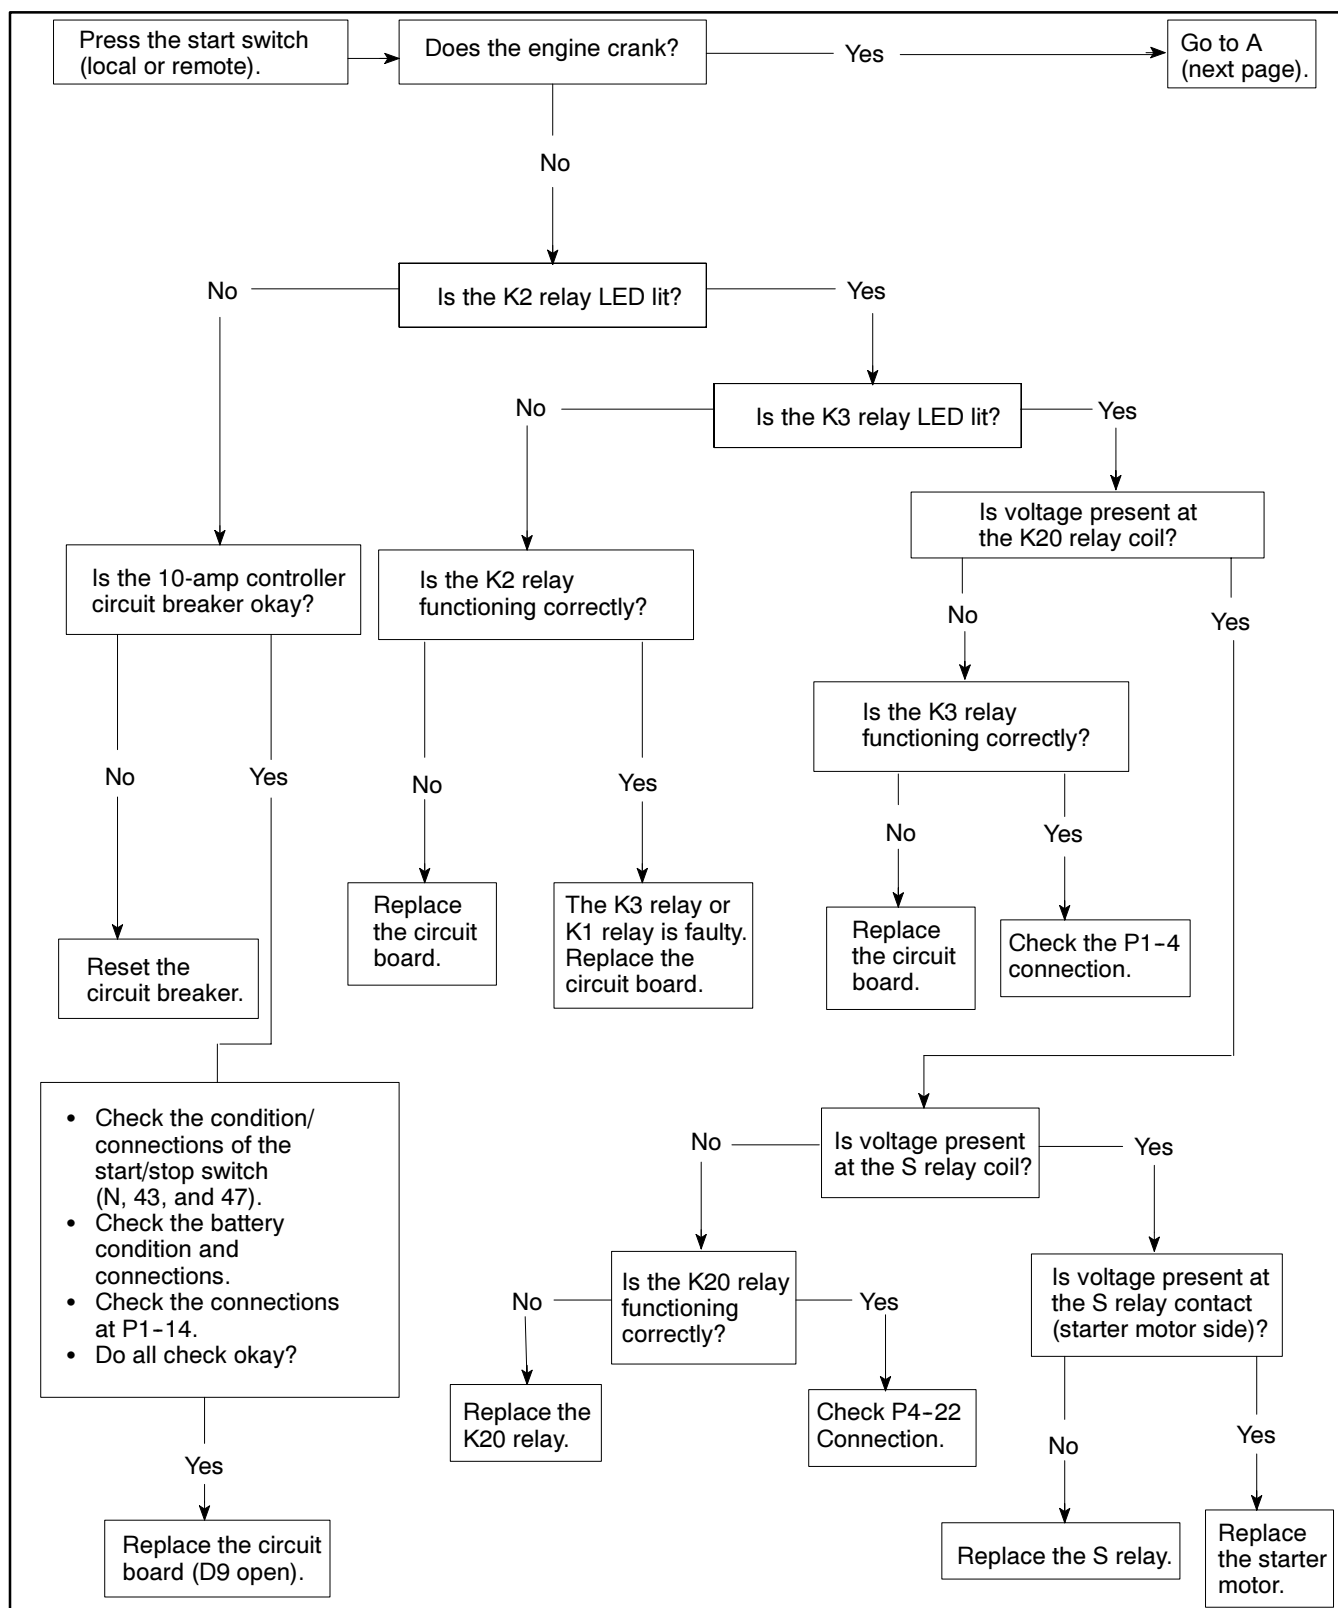 Press the start switch
(local or remote).
Does the engine crank?
Yes
Go to A
(next page).
No
Is the K2 relay LED lit?
No
Yes
Is the K3 relay LED lit?
No
Yes
Is voltage present at
the K20 relay coil?
Is the 10-amp controller
circuit breaker okay?
Is the K2 relay
functioning correctly?
No
Yes
Is the K3 relay
functioning correctly?
No
Yes
No
Yes
No
Yes
Replace
the circuit
board.
The K3 relay or
K1 relay is faulty.
Replace the
circuit board.
Replace
the circuit
board.
Check the P1-4
connection.
Reset the
circuit breaker.
• Check the condition/
connections of the
start/stop switch
(N, 43, and 47).
• Check the battery
condition and
connections.
• Check the connections
at P1-14.
• Do all check okay?
Is voltage present
at the S relay coil?
No
Yes
Is the K20 relay
functioning
correctly?
Is voltage present at
the S relay contact
(starter motor side)?
No
Yes
Replace the
K20 relay.
Check P4-22
Connection.
No
Yes
Yes
Replace the circuit
board (D9 open).
Replace the S relay.
Replace
the starter
motor.